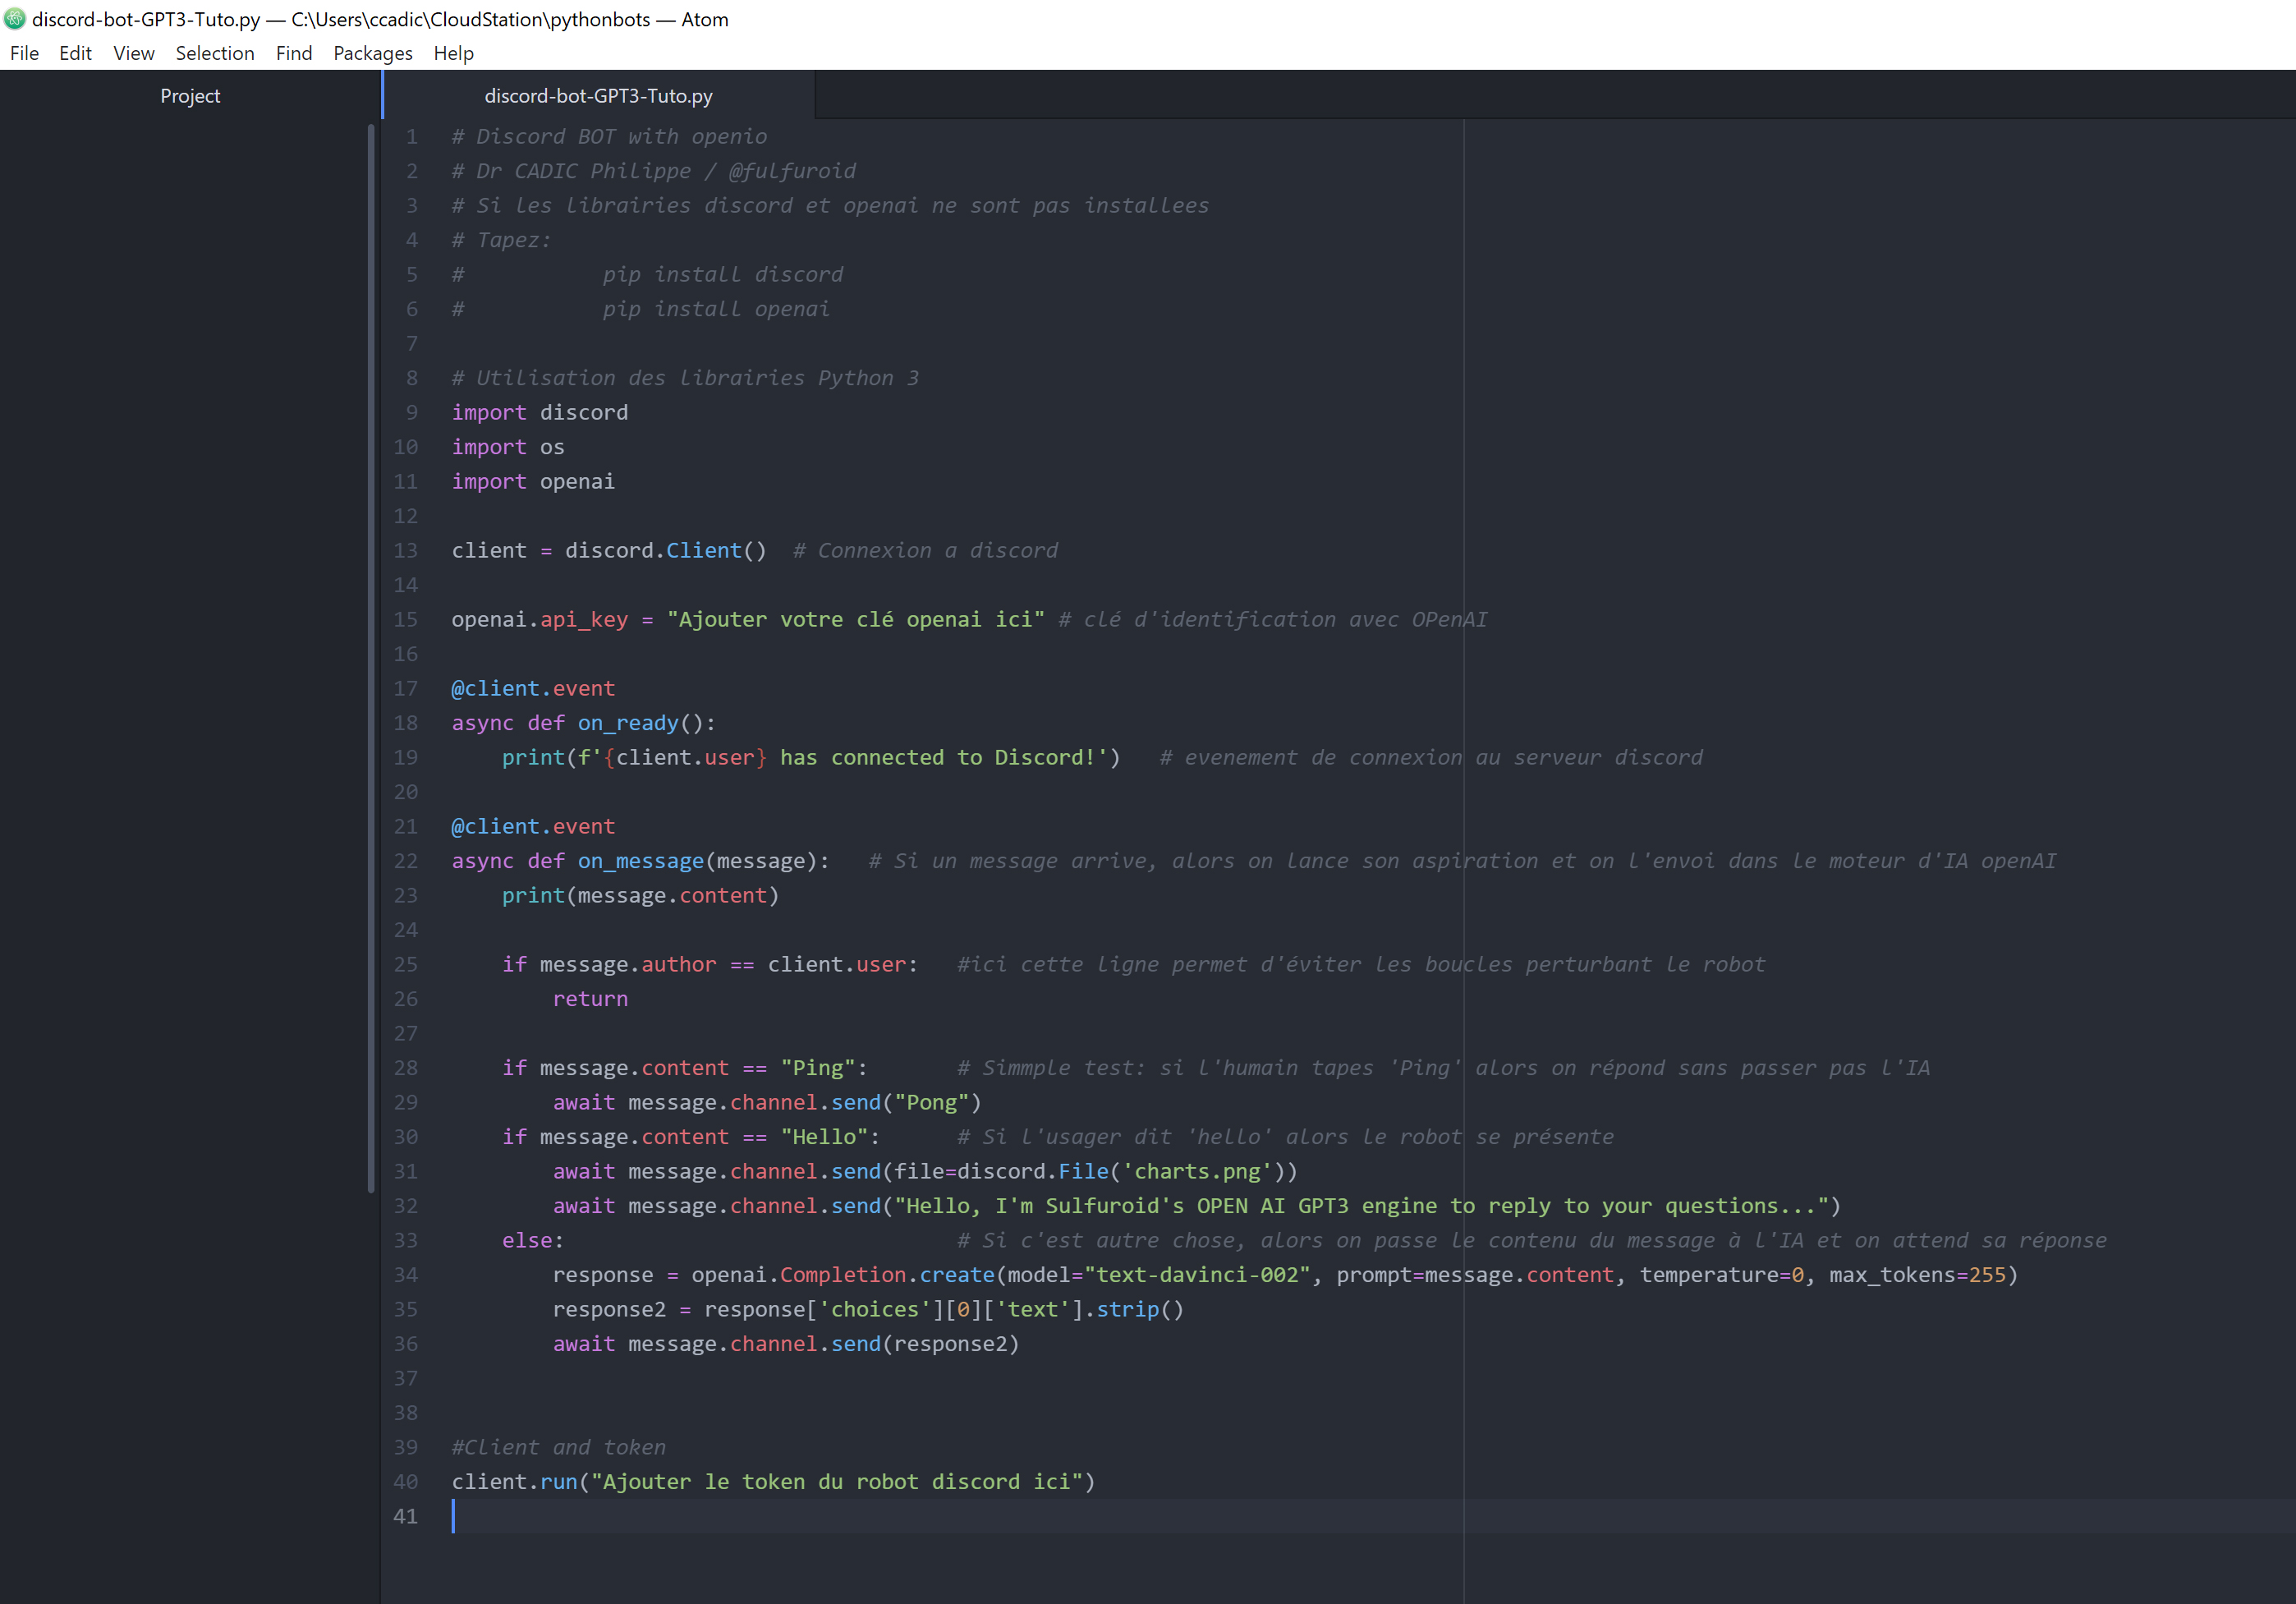 discord-bot-GPT3-Tuto.py — C:\Users\ccadic\CloudStation\pythonbots — Atom
File Edit View Selection Find Packages Help
Project
discord-bot-GPT3-Tuto.py
1 # Discord BOT with openio
2 # Dr CADIC Philippe / @fulfuroid
3 # Si les librairies discord et openai ne sont pas installees
4 # Tapez:
5 #           pip install discord
6 #           pip install openai
7
8 # Utilisation des librairies Python 3
9 import discord
10 import os
11 import openai
12
13 client = discord.Client()  # Connexion a discord
14
15 openai.api_key = "Ajouter votre clé openai ici" # clé d'identification avec OPenAI
16
17 @client.event
18 async def on_ready():
19     print(f'{client.user} has connected to Discord!')   # evenement de connexion au serveur discord
20
21 @client.event
22 async def on_message(message):   # Si un message arrive, alors on lance son aspiration et on l'envoi dans le moteur d'IA openAI
23     print(message.content)
24
25     if message.author == client.user:   #ici cette ligne permet d'éviter les boucles perturbant le robot
26         return
27
28     if message.content == "Ping":       # Simmple test: si l'humain tapes 'Ping' alors on répond sans passer pas l'IA
29         await message.channel.send("Pong")
30     if message.content == "Hello":      # Si l'usager dit 'hello' alors le robot se présente
31         await message.channel.send(file=discord.File('charts.png'))
32         await message.channel.send("Hello, I'm Sulfuroid's OPEN AI GPT3 engine to reply to your questions...")
33     else:                               # Si c'est autre chose, alors on passe le contenu du message à l'IA et on attend sa réponse
34         response = openai.Completion.create(model="text-davinci-002", prompt=message.content, temperature=0, max_tokens=255)
35         response2 = response['choices'][0]['text'].strip()
36         await message.channel.send(response2)
37
38
39 #Client and token
40 client.run("Ajouter le token du robot discord ici")
41